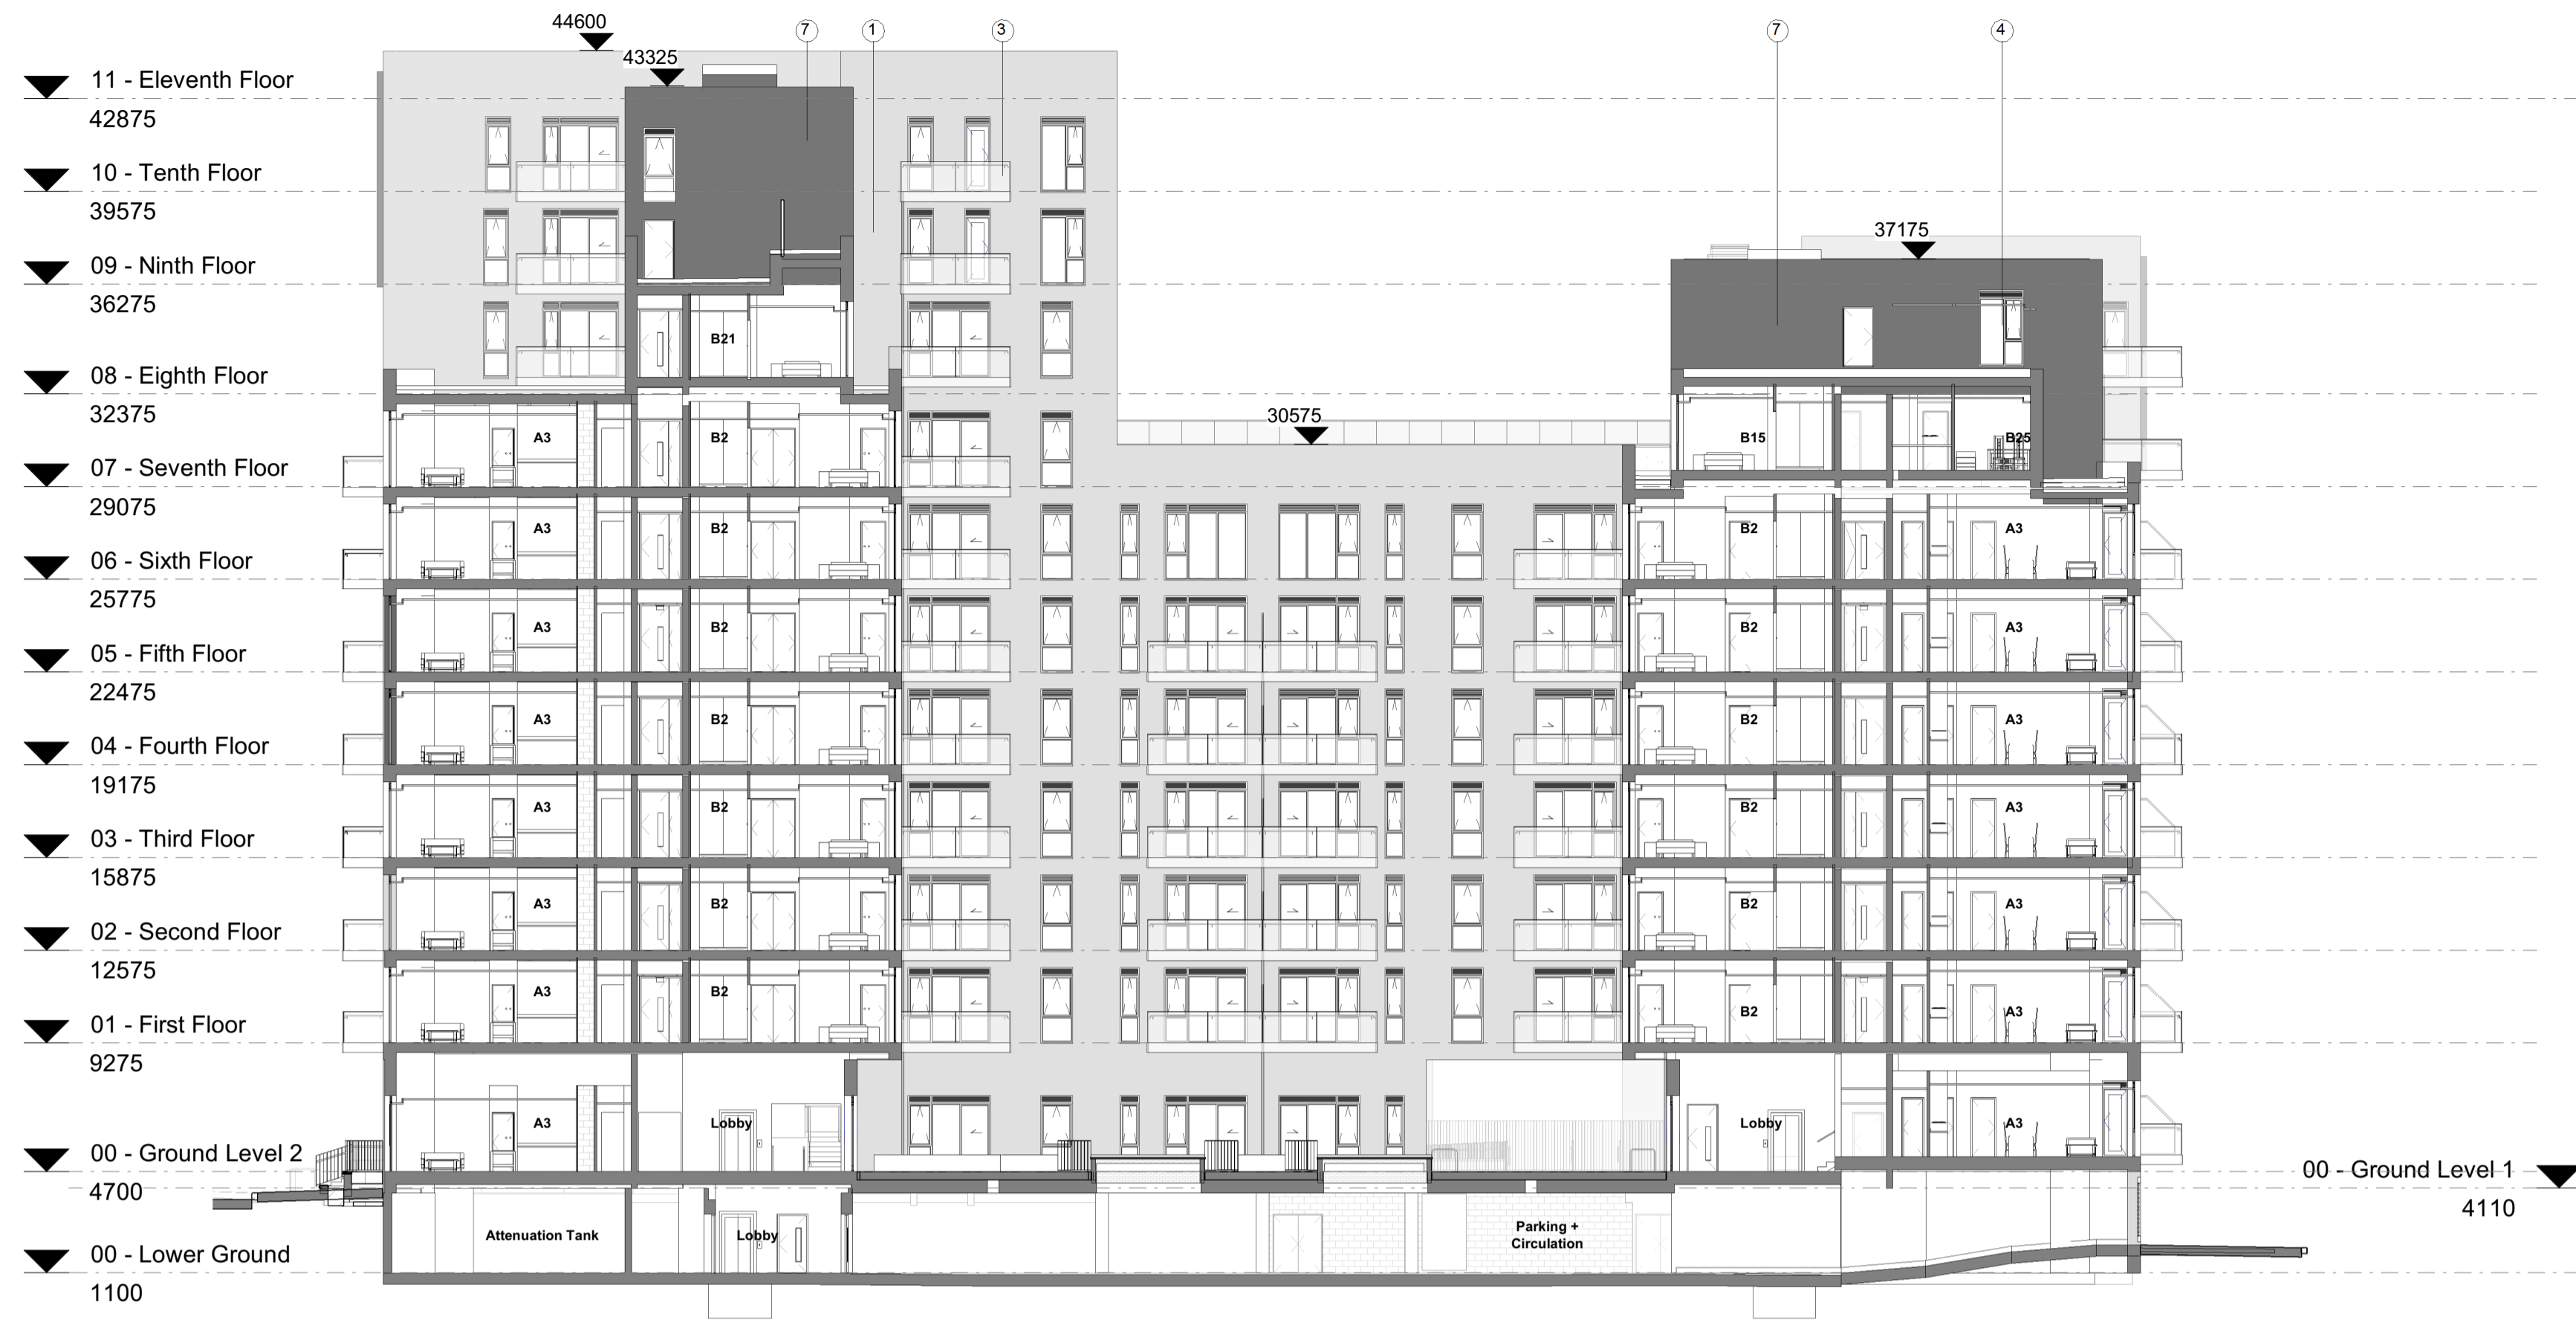 44600
7
1
3
7
4
43325
11 - Eleventh Floor
42875
10 - Tenth Floor
39575
37175
09 - Ninth Floor
36275
B21
08 - Eighth Floor
32375
30575
A3
B2
B15
B25
07 - Seventh Floor
29075
A3
B2
B2
A3
06 - Sixth Floor
25775
A3
B2
B2
A3
05 - Fifth Floor
22475
A3
B2
B2
A3
04 - Fourth Floor
19175
A3
B2
B2
A3
03 - Third Floor
15875
A3
B2
B2
A3
02 - Second Floor
12575
A3
B2
B2
A3
01 - First Floor
9275
A3
Lobby
Lobby
A3
00 - Ground Level 2
4700
00 - Ground Level 1
4110
Attenuation Tank
Lobby
Parking +
Circulation
00 - Lower Ground
1100